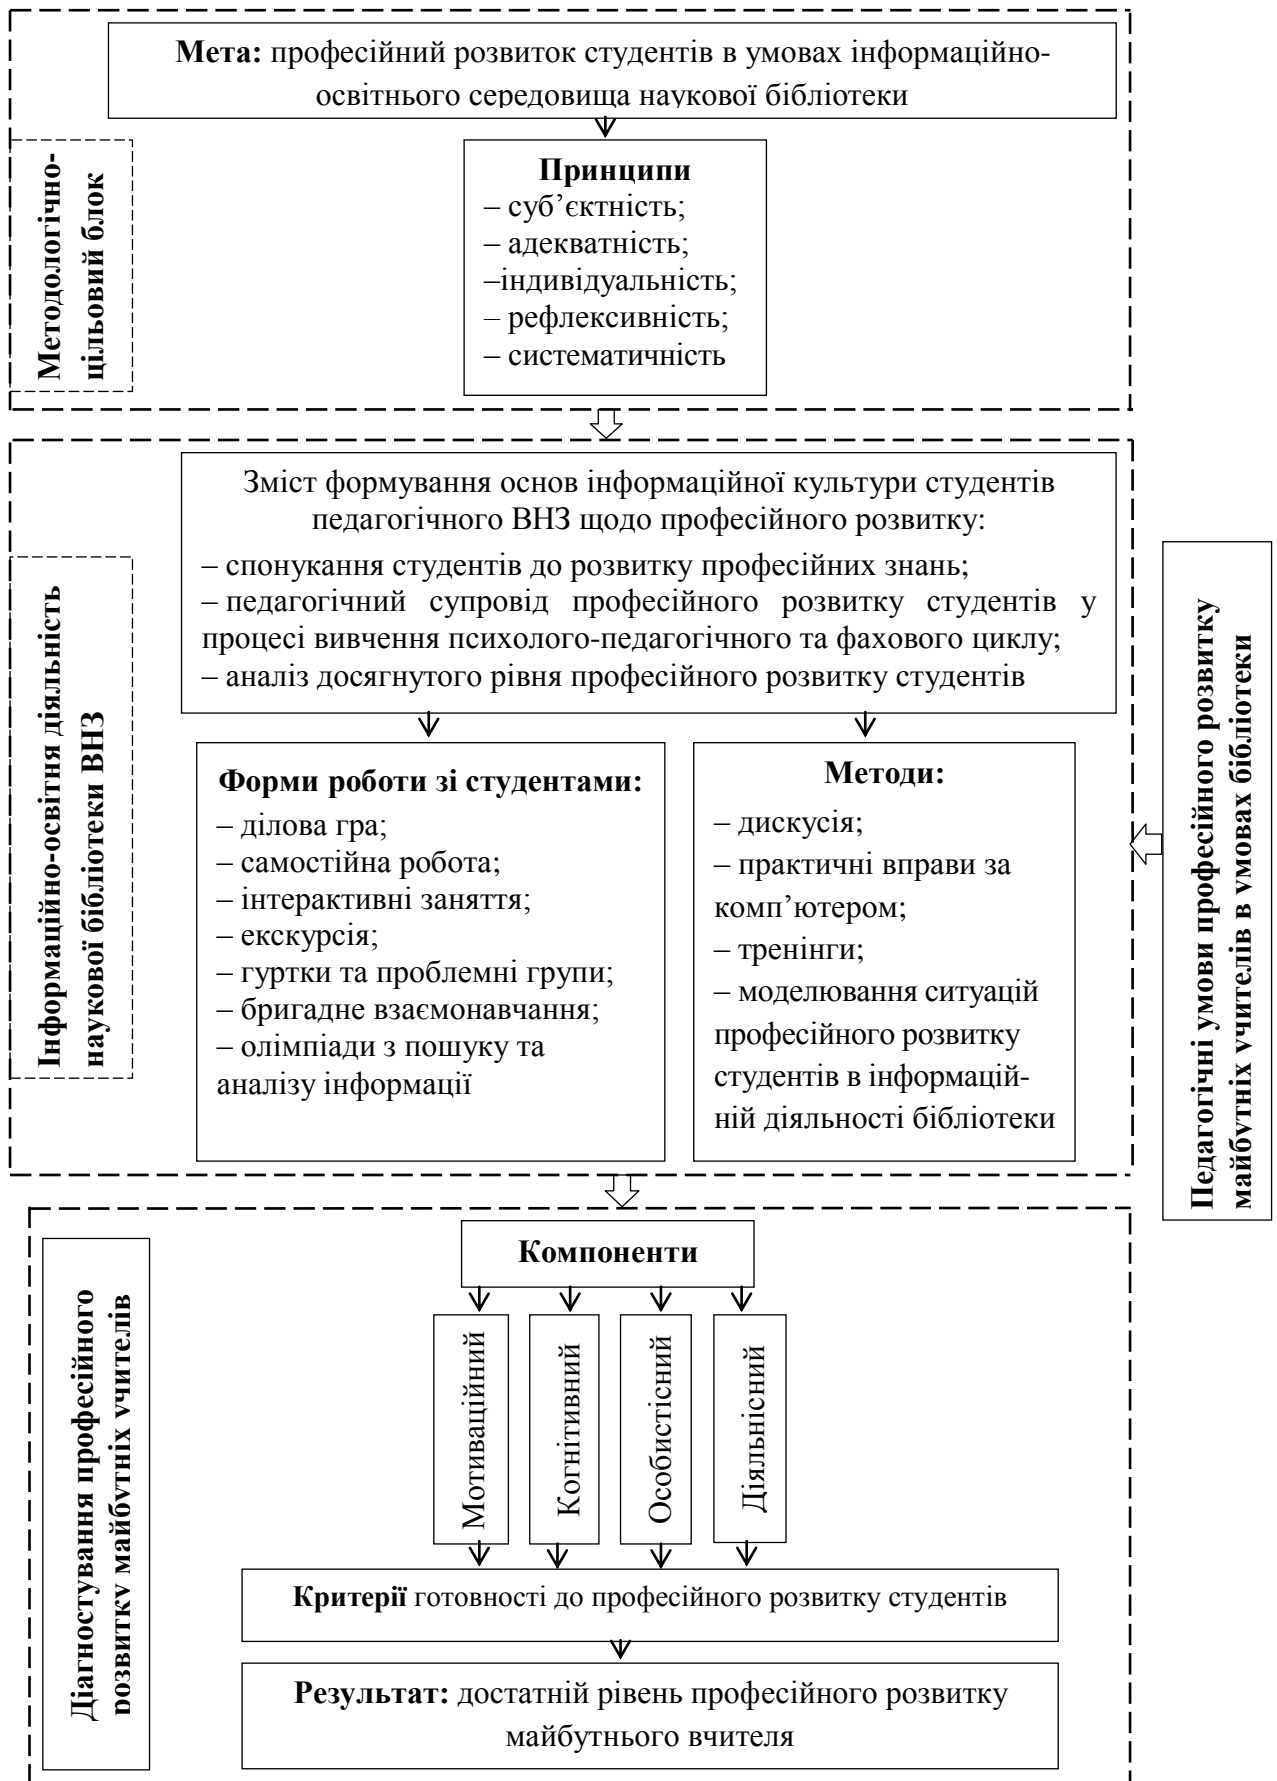 Мета: професійний розвиток студентів в умовах інформаційно-
освітнього середовища наукової бібліотеки
Методологічно-
цільовий блок
Принципи
– суб’єктність;
– адекватність;
–індивідуальність;
– рефлексивність;
– систематичність
Інформаційно-освітня діяльність
наукової бібліотеки ВНЗ
Зміст формування основ інформаційної культури студентів
педагогічного ВНЗ щодо професійного розвитку:
– спонукання студентів до розвитку професійних знань;
– педагогічний супровід професійного розвитку студентів у
процесі вивчення психолого-педагогічного та фахового циклу;
– аналіз досягнутого рівня професійного розвитку студентів
Форми роботи зі студентами:
– ділова гра;
– самостійна робота;
– інтерактивні заняття;
– екскурсія;
– гуртки та проблемні групи;
– бригадне взаємонавчання;
– олімпіади з пошуку та
аналізу інформації
Методи:
– дискусія;
– практичні вправи за
комп’ютером;
– тренінги;
– моделювання ситуацій
професійного розвитку
студентів в інформацій-
ній діяльності бібліотеки
Педагогічні умови професійного розвитку
майбутніх учителів в умовах бібліотеки
Діагностування професійного
розвитку майбутніх учителів
Компоненти
Мотиваційний
Когнітивний
Особистісний
Діяльнісний
Критерії готовності до професійного розвитку студентів
Результат: достатній рівень професійного розвитку
майбутнього вчителя